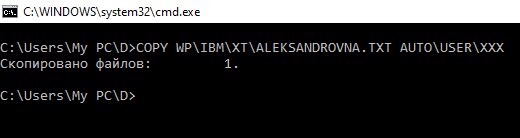 C:\WINDOWS\system32\cmd.exe
C:\Users\My PC\D>COPY WP\IBM\XT\ALEKSANDROVNA.TXT AUTO\USER\XXX
Скопировано файлов:         1.
C:\Users\My PC\D>